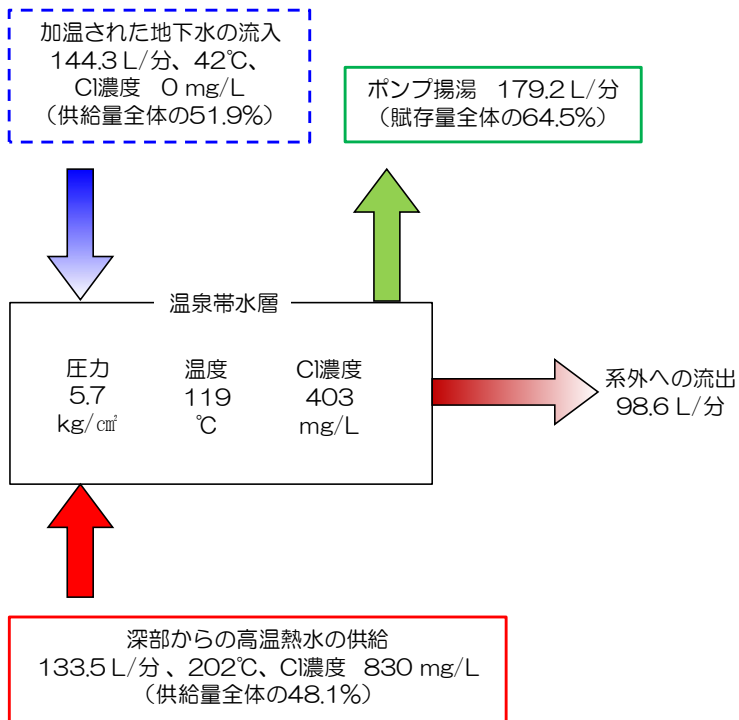 加温された地下水の流入
144.3 L/分、42℃、
Cl濃度 0 mg/L
（供給量全体の51.9%）
ポンプ揚湯 179.2 L/分
（賦存量全体の64.5%）
温泉帯水層
圧力 温度 Cl濃度
5.7 119 403
kg/㎠ ℃ mg/L
系外への流出
98.6 L/分
深部からの高温熱水の供給
133.5 L/分 、202℃、Cl濃度 830 mg/L
（供給量全体の48.1%）